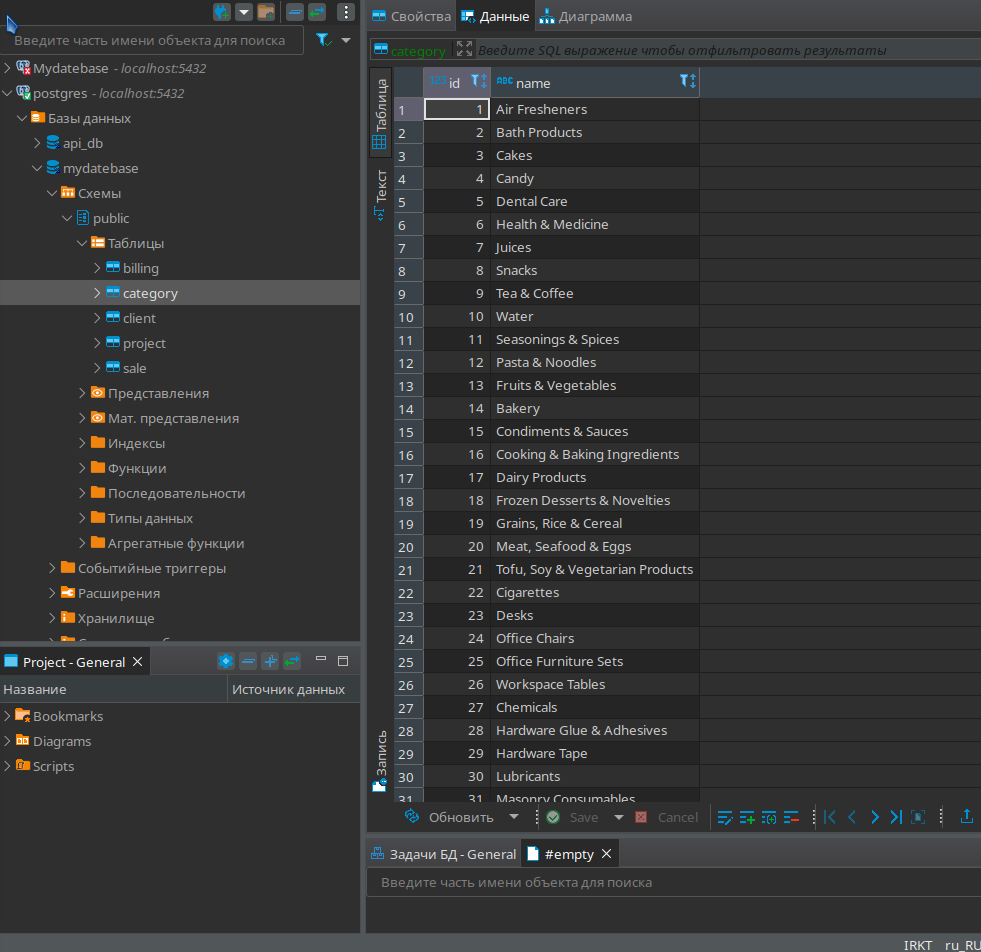 Введите часть имени объекта для поиска
Mydatebase - localhost:5432
postgres - localhost:5432
Базы данных
api_db
mydatebase
Схемы
public
Таблицы
billing
category
client
project
sale
Представления
Мат. представления
Индексы
Функции
Последовательности
Типы данных
Агрегатные функции
Событийные триггеры
Расширения
Хранилище
Project - General
Название Источник данных
Bookmarks
Diagrams
Scripts
Свойства Данные Диаграмма
category Введите SQL выражение чтобы отфильтровать результаты
Таблица
Текст
Запись
123 id ABC name
1 1 Air Fresheners
2 2 Bath Products
3 3 Cakes
4 4 Candy
5 5 Dental Care
6 6 Health & Medicine
7 7 Juices
8 8 Snacks
9 9 Tea & Coffee
10 10 Water
11 11 Seasonings & Spices
12 12 Pasta & Noodles
13 13 Fruits & Vegetables
14 14 Bakery
15 15 Condiments & Sauces
16 16 Cooking & Baking Ingredients
17 17 Dairy Products
18 18 Frozen Desserts & Novelties
19 19 Grains, Rice & Cereal
20 20 Meat, Seafood & Eggs
21 21 Tofu, Soy & Vegetarian Products
22 22 Cigarettes
23 23 Desks
24 24 Office Chairs
25 25 Office Furniture Sets
26 26 Workspace Tables
27 27 Chemicals
28 28 Hardware Glue & Adhesives
29 29 Hardware Tape
30 30 Lubricants
31 31 Masonry Consumables
Обновить Save Cancel
Задачи БД - General #empty
Введите часть имени объекта для поиска
IRKT ru_RU